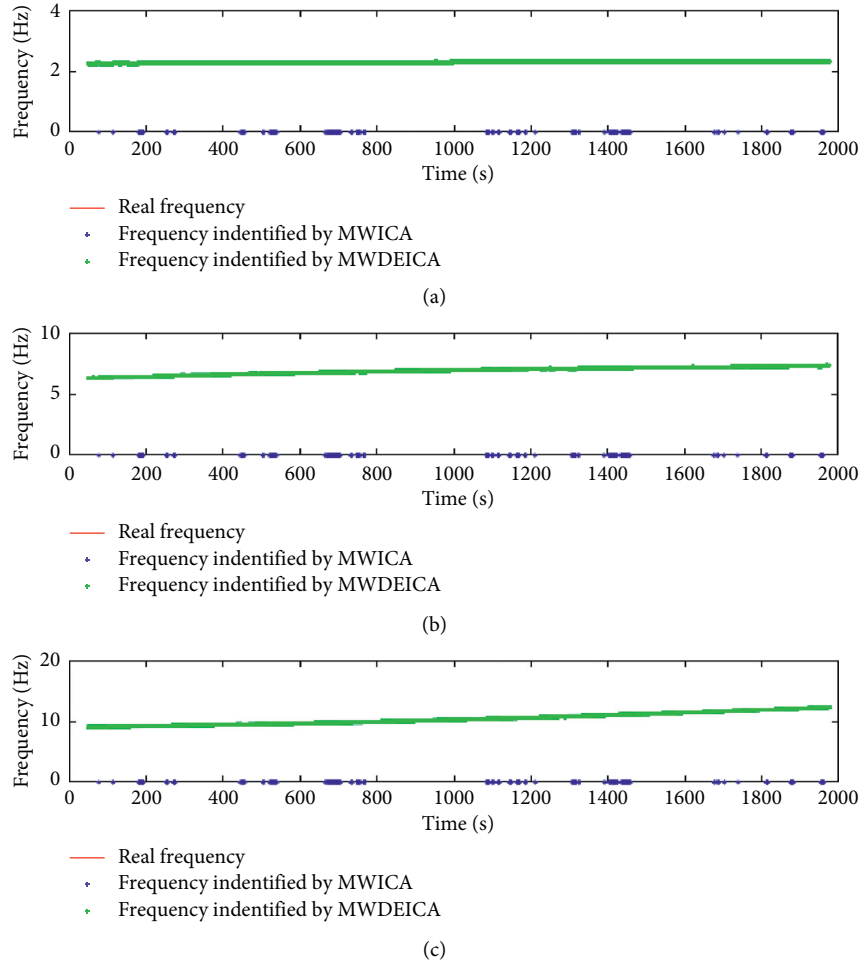 Frequency (Hz)
4
2
0
0 200 400 600 800 1000 1200 1400 1600 1800 2000
Time (s)
Real frequency
Frequency indentified by MWICA
Frequency indentified by MWDEICA
(a)
Frequency (Hz)
10
5
0
0 200 400 600 800 1000 1200 1400 1600 1800 2000
Time (s)
Real frequency
Frequency indentified by MWICA
Frequency indentified by MWDEICA
(b)
Frequency (Hz)
20
10
0
0 200 400 600 800 1000 1200 1400 1600 1800 2000
Time (s)
Real frequency
Frequency indentified by MWICA
Frequency indentified by MWDEICA
(c)